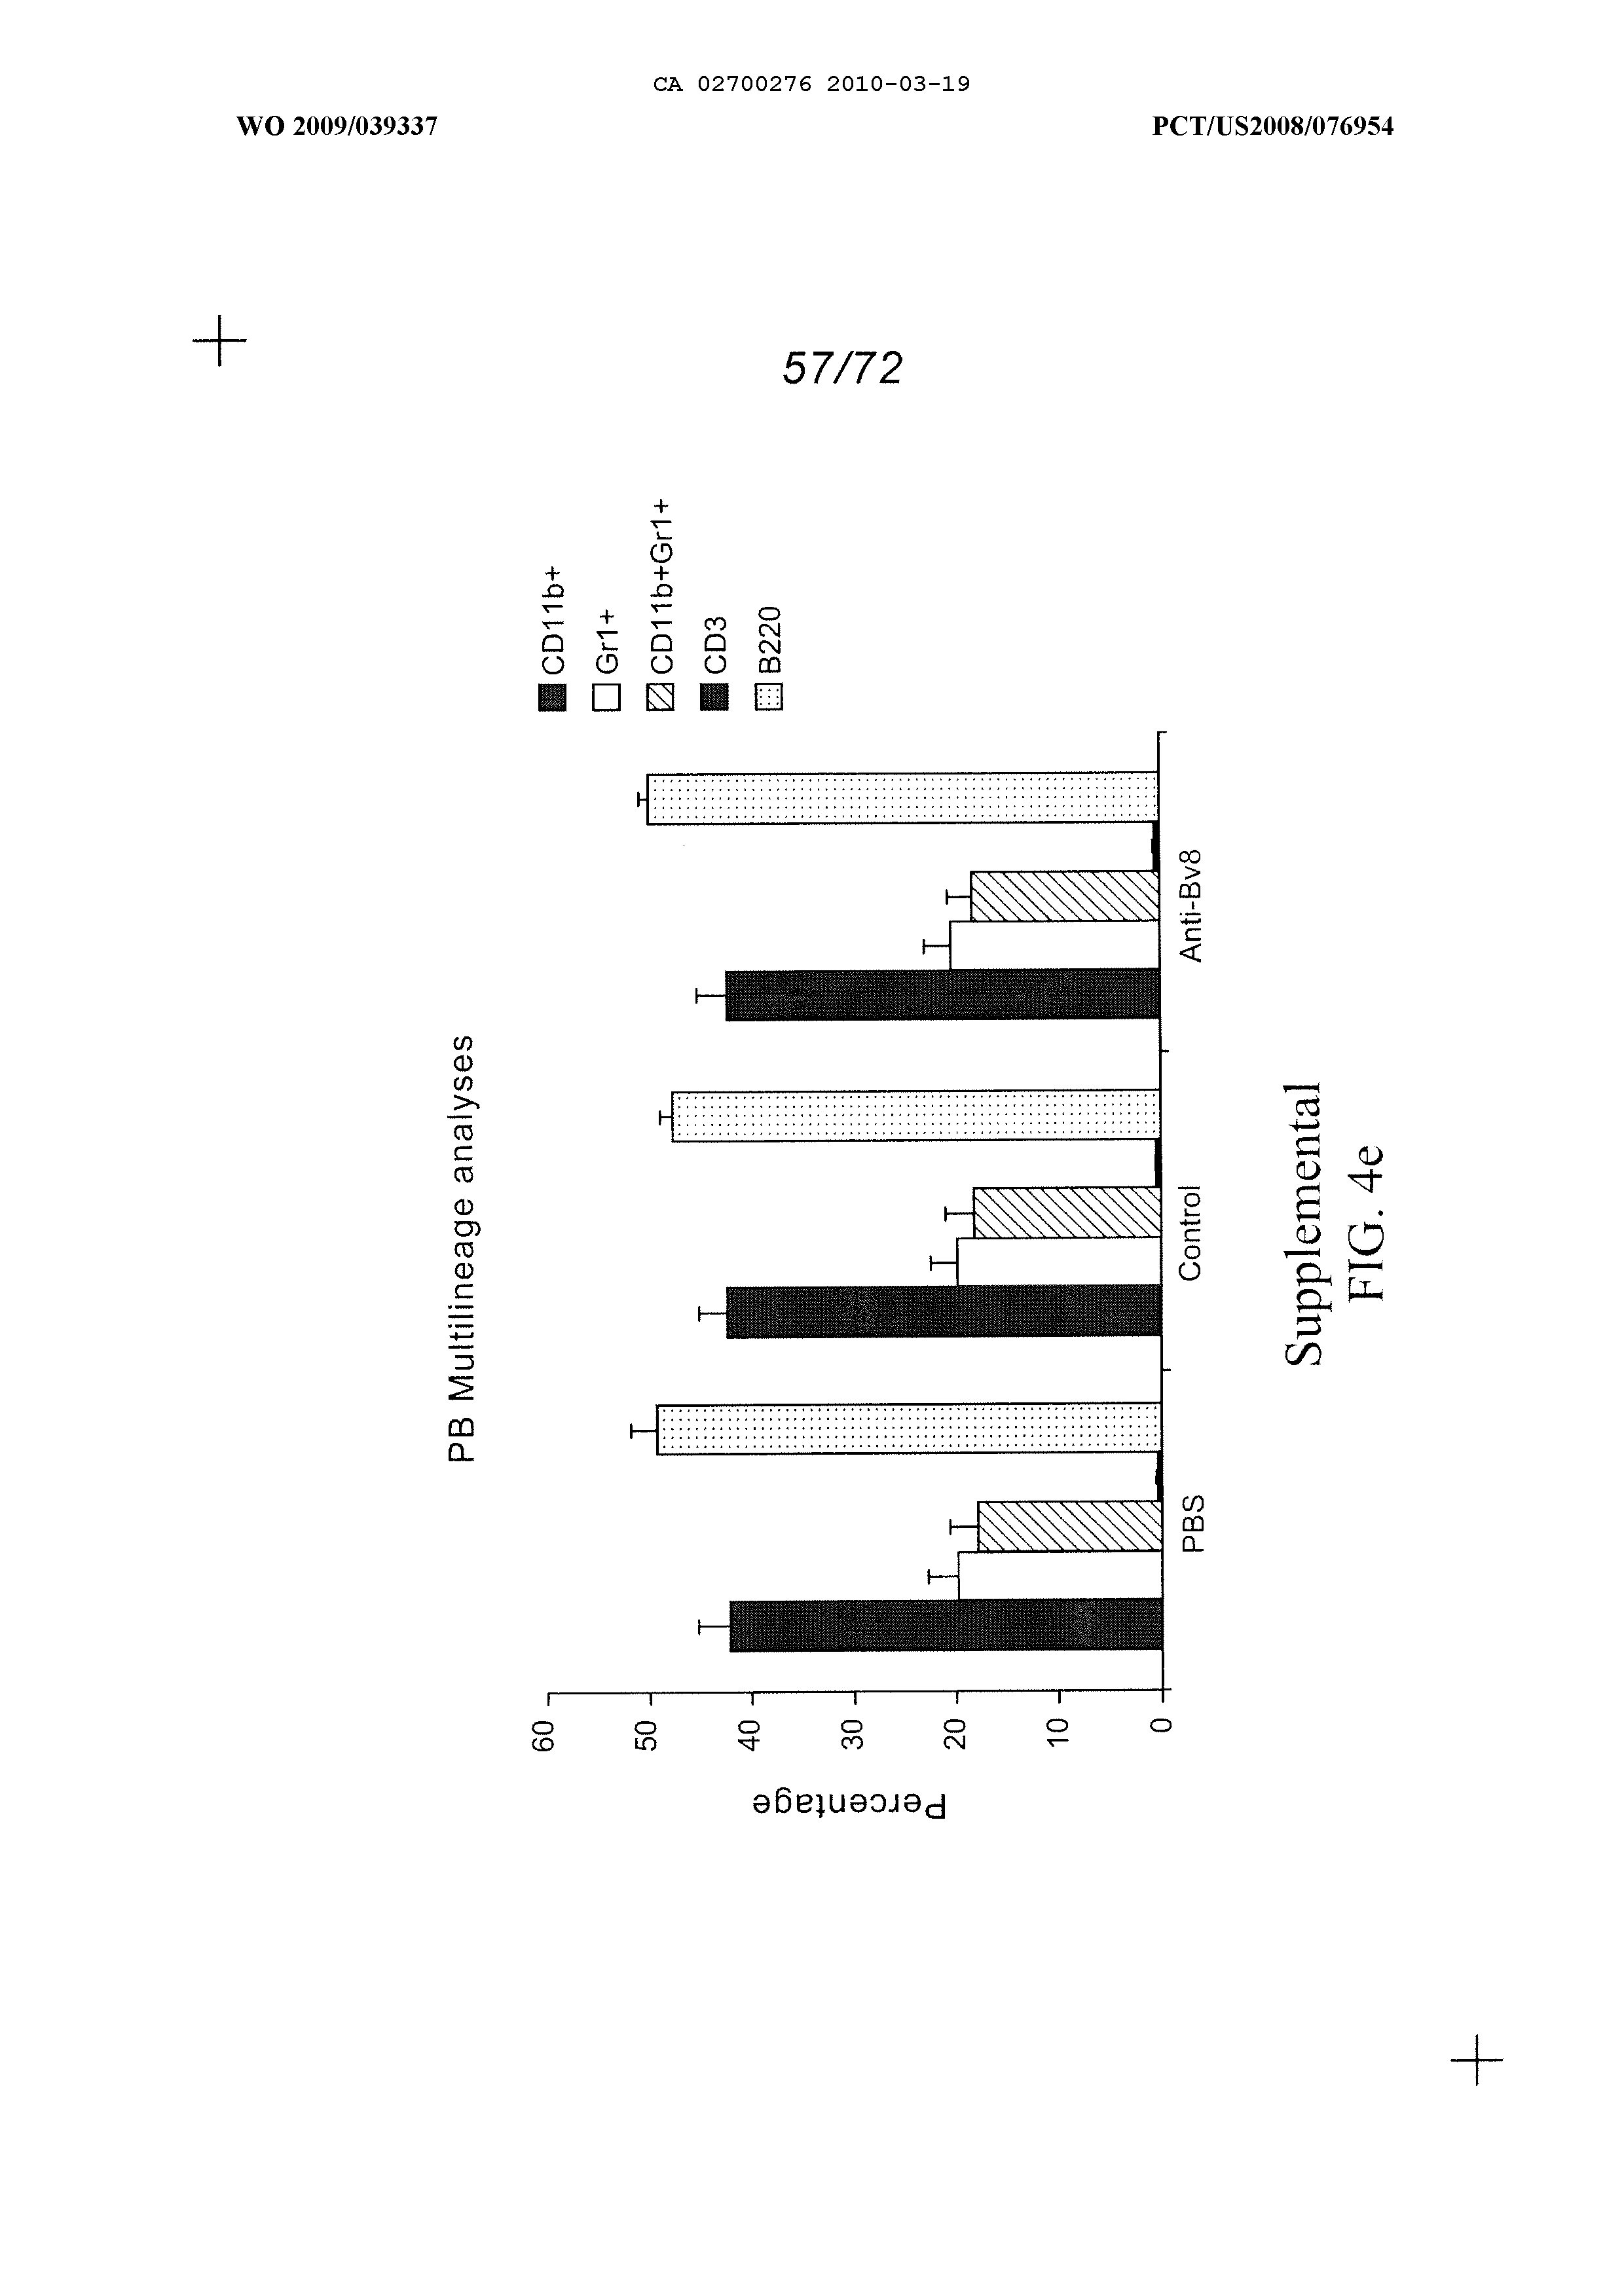 CA 02700276 2010-03-19
WO 2009/039337
PCT/US2008/076954
57/72
PB Multilineage analyses
CD11b+
Gr1+
CD11b+Gr1+
CD3
B220
Percentage
60
50
40
30
20
10
0
PBS
Control
Anti-Bv8
Supplemental
FIG. 4e